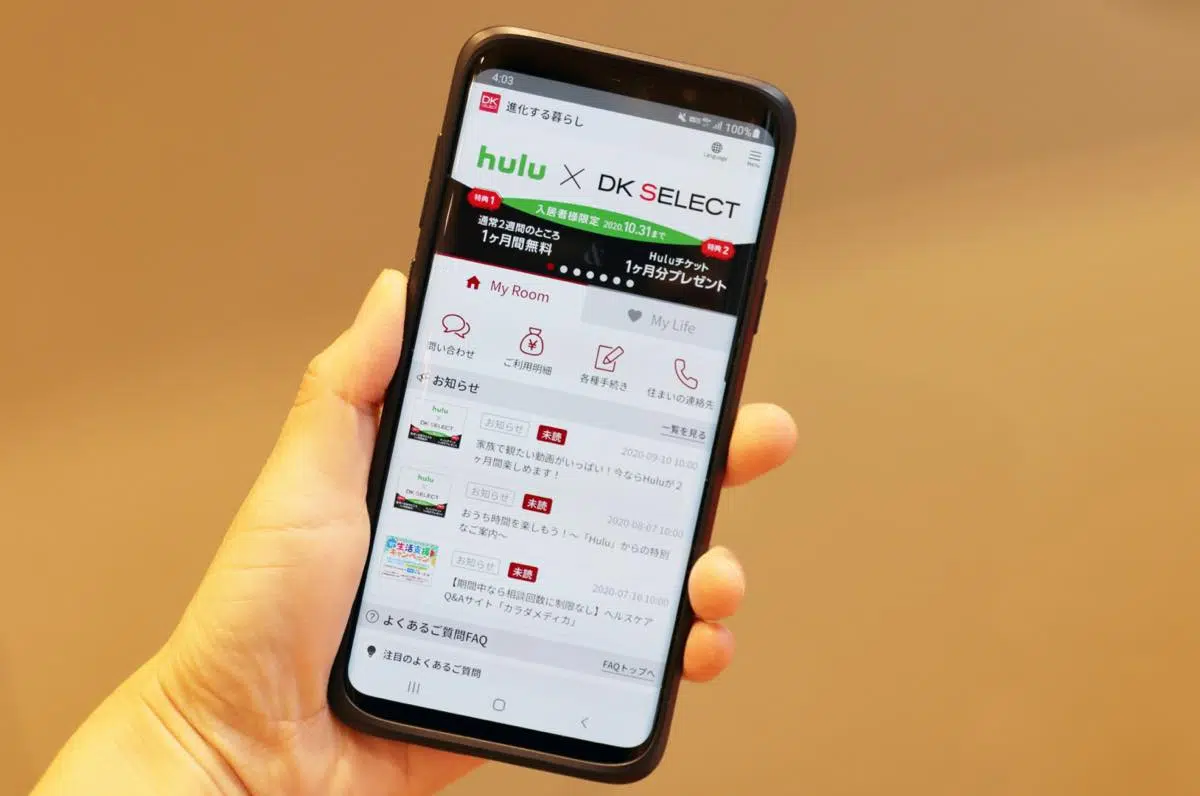 4:03
100%
DK SELECT
進化する暮らし
Language
Menu
hulu × DK SELECT
特典1
入居者様限定 2020.10.31まで
特典2
通常2週間のところ
1ヶ月間無料
&
Huluチケット
1ヶ月分プレゼント
My Room
My Life
問い合わせ
ご利用明細
各種手続き
住まいの連絡先
お知らせ
一覧を見る
hulu
×
DK SELECT
お知らせ 未読 2020-09-10 10:00
家族で観たい動画がいっぱい!今ならHuluが2
ヶ月間楽しめます!
hulu
×
DK SELECT
お知らせ 未読 2020-08-07 10:00
おうち時間を楽しもう!~「Hulu」からの特別
なご案内~
生活支援
キャンペーン
お知らせ 未読 2020-07-16 10:00
【期間中なら相談回数に制限なし】ヘルスケア
Q&Aサイト「カラダメディカ」
よくあるご質問FAQ
FAQトップへ
注目のよくあるご質問